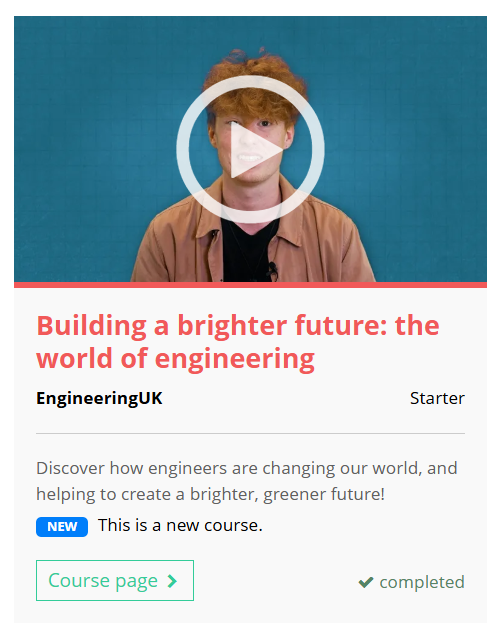 Building a brighter future: the
world of engineering
EngineeringUK Starter
Discover how engineers are changing our world, and
helping to create a brighter, greener future!
NEW This is a new course.
Course page
completed